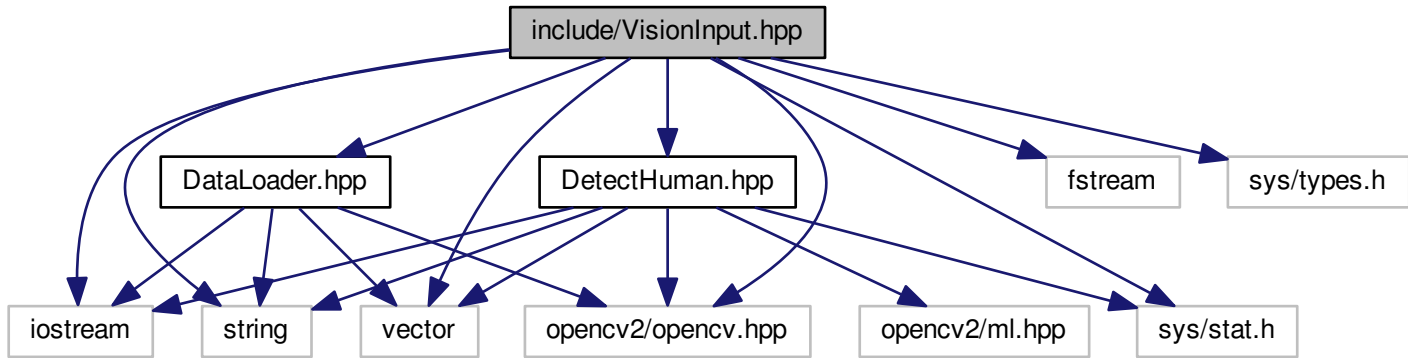 include/VisionInput.hpp
DataLoader.hpp
DetectHuman.hpp
fstream
sys/types.h
iostream
string
vector
opencv2/opencv.hpp
opencv2/ml.hpp
sys/stat.h